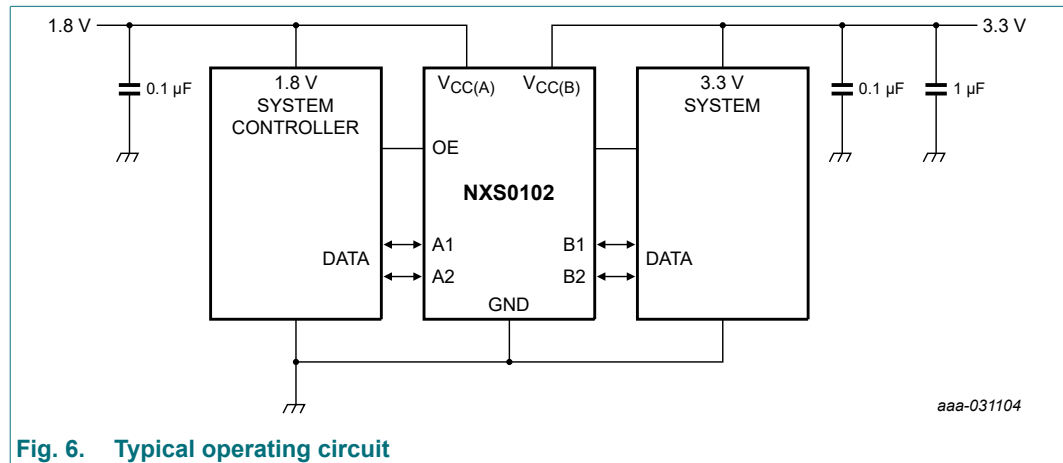 1.8 V
3.3 V
0.1 µF
1.8 V
SYSTEM
CONTROLLER
DATA
VCC(A)
VCC(B)
OE
NXS0102
A1
A2
B1
B2
GND
3.3 V
SYSTEM
DATA
0.1 µF
1 µF
aaa-031104
Fig. 6. Typical operating circuit